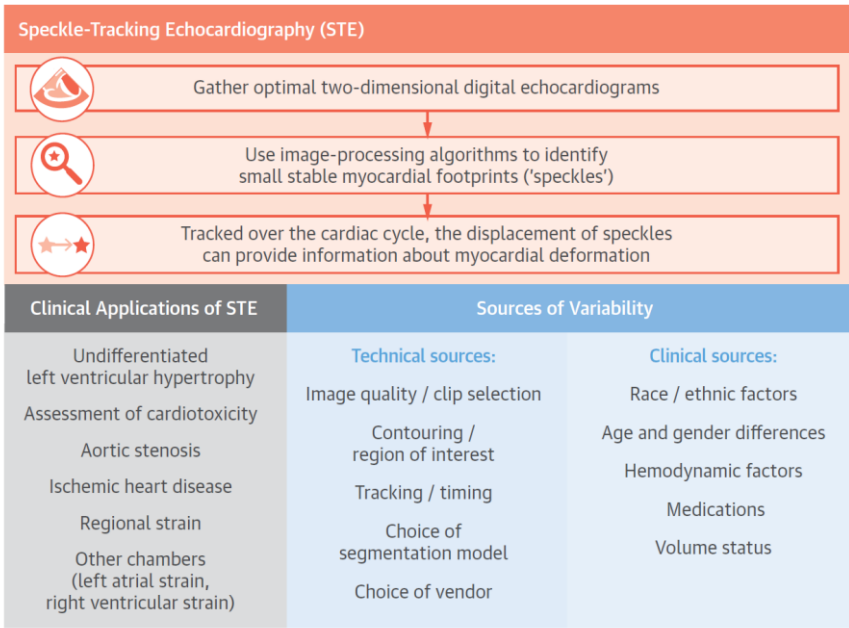 Speckle-Tracking Echocardiography (STE)
Gather optimal two-dimensional digital echocardiograms
Use image-processing algorithms to identify
small stable myocardial footprints (‘speckles’)
Tracked over the cardiac cycle, the displacement of speckles
can provide information about myocardial deformation
Clinical Applications of STE
Undifferentiated
left ventricular hypertrophy
Assessment of cardiotoxicity
Aortic stenosis
Ischemic heart disease
Regional strain
Other chambers
(left atrial strain,
right ventricular strain)
Sources of Variability
Technical sources:
Image quality / clip selection
Contouring /
region of interest
Tracking / timing
Choice of
segmentation model
Choice of vendor
Clinical sources:
Race / ethnic factors
Age and gender differences
Hemodynamic factors
Medications
Volume status